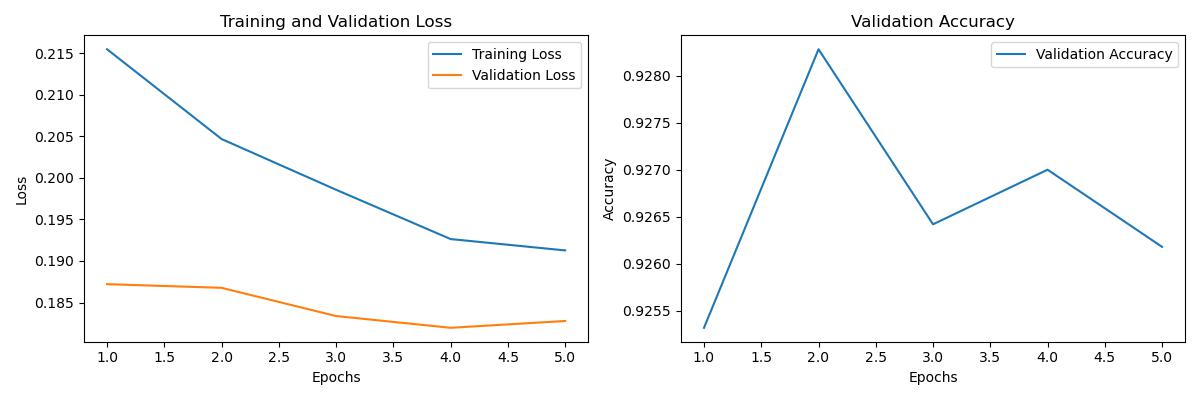 Training and Validation Loss
Training Loss
Validation Loss
0.215
0.210
0.205
0.200
0.195
0.190
0.185
Loss
1.0 1.5 2.0 2.5 3.0 3.5 4.0 4.5 5.0
Epochs
Validation Accuracy
Validation Accuracy
0.9280
0.9275
0.9270
0.9265
0.9260
0.9255
Accuracy
1.0 1.5 2.0 2.5 3.0 3.5 4.0 4.5 5.0
Epochs